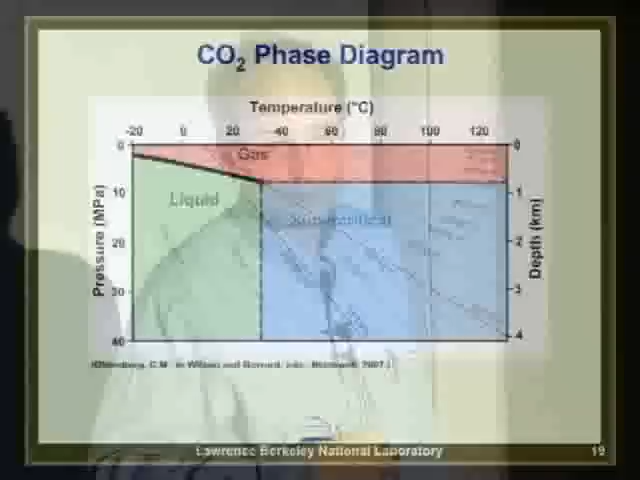 CO2 Phase Diagram
Temperature (°C)
-20 0 20 40 60 80 100 120
Gas
Liquid
Supercritical
Pressure (MPa)
0
10
20
30
40
Depth (km)
0
1
2
3
4
Lawrence Berkeley National Laboratory
19